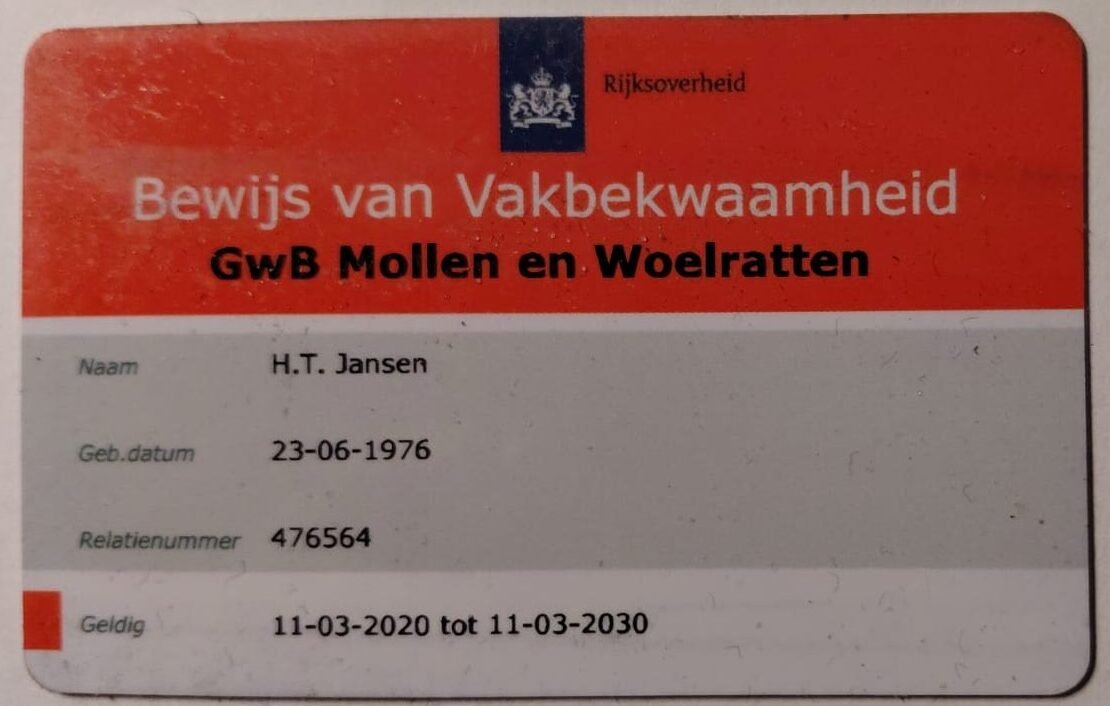 Rijksoverheid
Bewijs van Vakbekwaamheid
GwB Mollen en Woelratten
Naam H.T. Jansen
Geb.datum 23-06-1976
Relatienummer 476564
Geldig 11-03-2020 tot 11-03-2030